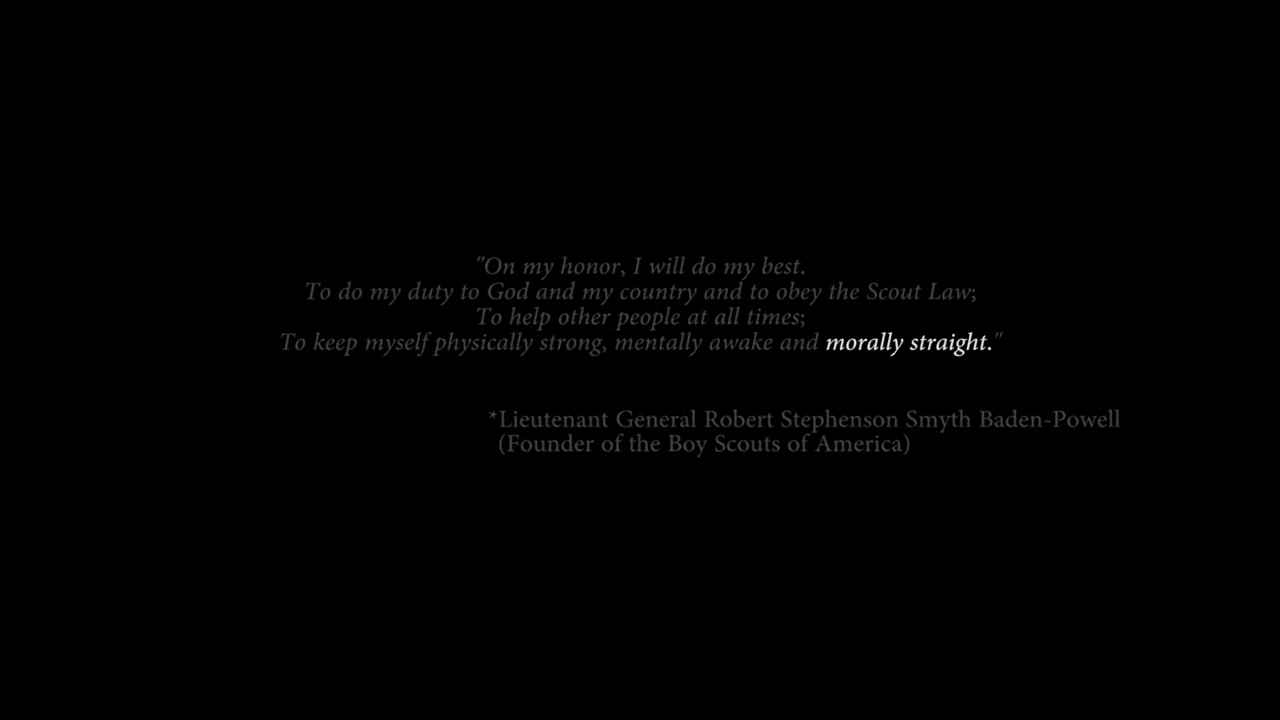 "On my honor, I will do my best.
To do my duty to God and my country and to obey the Scout Law;
To help other people at all times;
To keep myself physically strong, mentally awake and morally straight."
*Lieutenant General Robert Stephenson Smyth Baden-Powell
(Founder of the Boy Scouts of America)